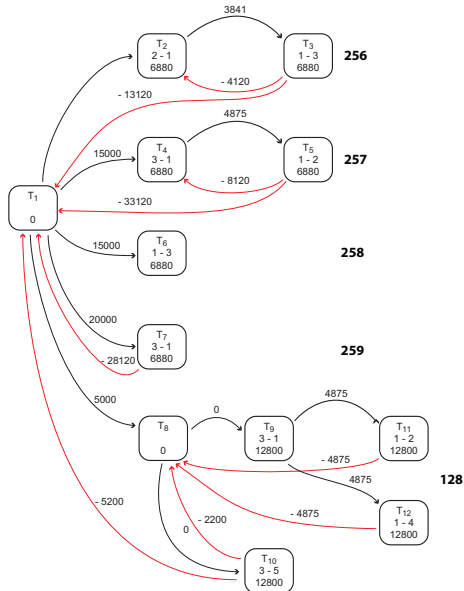 3841
T2
2 - 1
6880
T3
1 - 3
6880
256
- 4120
- 13120
15000
4875
T4
3 - 1
6880
T5
1 - 2
6880
257
- 8120
- 33120
T1
0
15000
T6
1 - 3
6880
258
20000
T7
3 - 1
6880
259
- 28120
5000
0
4875
T8
0
T9
3 - 1
12800
T11
1 - 2
12800
- 4875
4875
128
- 5200
- 2200
- 4875
T12
1 - 4
12800
0
T10
3 - 5
12800